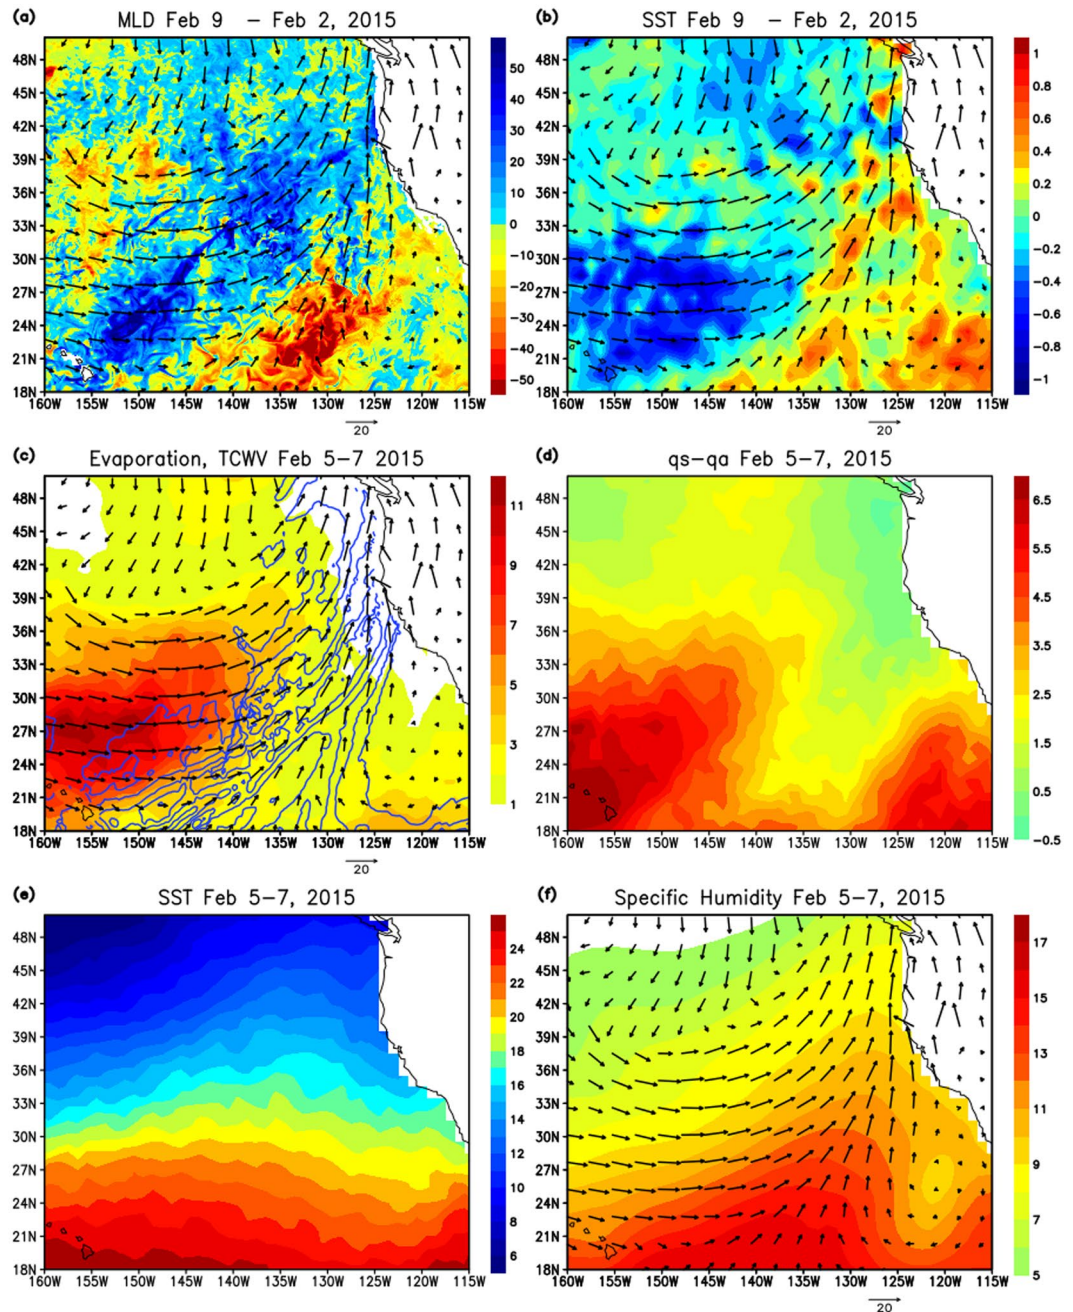 (a) MLD Feb 9 – Feb 2, 2015
48N
45N
42N
39N
36N
33N
30N
27N
24N
21N
18N
160W 155W 145W 140W 135W 130W 125W 120W 115W
20
50
40
30
20
10
0
−10
−20
−30
−40
−50
(b) SST Feb 9 – Feb 2, 2015
48N
45N
42N
39N
36N
33N
30N
27N
24N
21N
18N
160W 155W 145W 140W 135W 130W 125W 120W 115W
20
1
0.8
0.6
0.4
0.2
0
−0.2
−0.4
−0.6
−0.8
−1
(c) Evaporation, TCWV Feb 5–7 2015
48N
45N
42N
39N
36N
33N
30N
27N
24N
21N
18N
160W 155W 145W 140W 135W 130W 125W 120W 115W
20
11
9
7
5
3
1
(d) qs–qa Feb 5–7, 2015
48N
45N
42N
39N
36N
33N
30N
27N
24N
21N
18N
160W 155W 145W 140W 135W 130W 125W 120W 115W
6.5
5.5
4.5
3.5
2.5
1.5
0.5
−0.5
(e) SST Feb 5–7, 2015
48N
45N
42N
39N
36N
33N
30N
27N
24N
21N
18N
160W 155W 145W 140W 135W 130W 125W 120W 115W
24
22
20
18
16
14
12
10
8
6
(f) Specific Humidity Feb 5–7, 2015
48N
45N
42N
39N
36N
33N
30N
27N
24N
21N
18N
160W 155W 145W 140W 135W 130W 125W 120W 115W
20
17
15
13
11
9
7
5